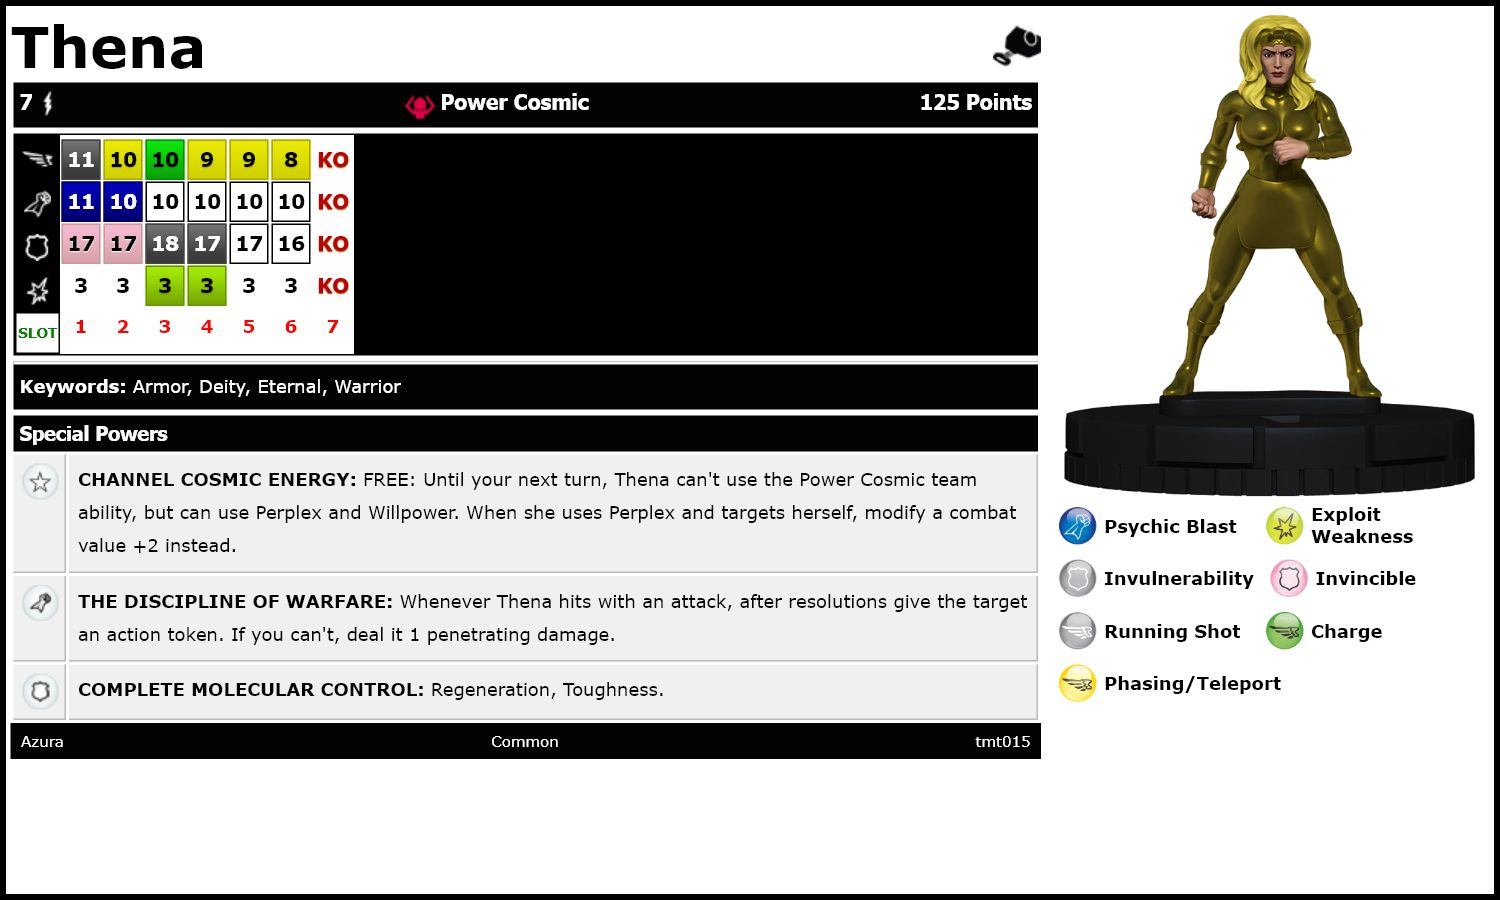 Thena
7 Power Cosmic 125 Points
11 10 10 9 9 8 KO
11 10 10 10 10 10 KO
17 17 18 17 17 16 KO
3 3 3 3 3 3 KO
SLOT 1 2 3 4 5 6 7
Keywords: Armor, Deity, Eternal, Warrior
Special Powers
CHANNEL COSMIC ENERGY: FREE: Until your next turn, Thena can't use the Power Cosmic team
ability, but can use Perplex and Willpower. When she uses Perplex and targets herself, modify a combat
value +2 instead.
THE DISCIPLINE OF WARFARE: Whenever Thena hits with an attack, after resolutions give the target
an action token. If you can't, deal it 1 penetrating damage.
COMPLETE MOLECULAR CONTROL: Regeneration, Toughness.
Azura Common tmt015
Psychic Blast
Exploit
Weakness
Invulnerability
Invincible
Running Shot
Charge
Phasing/Teleport